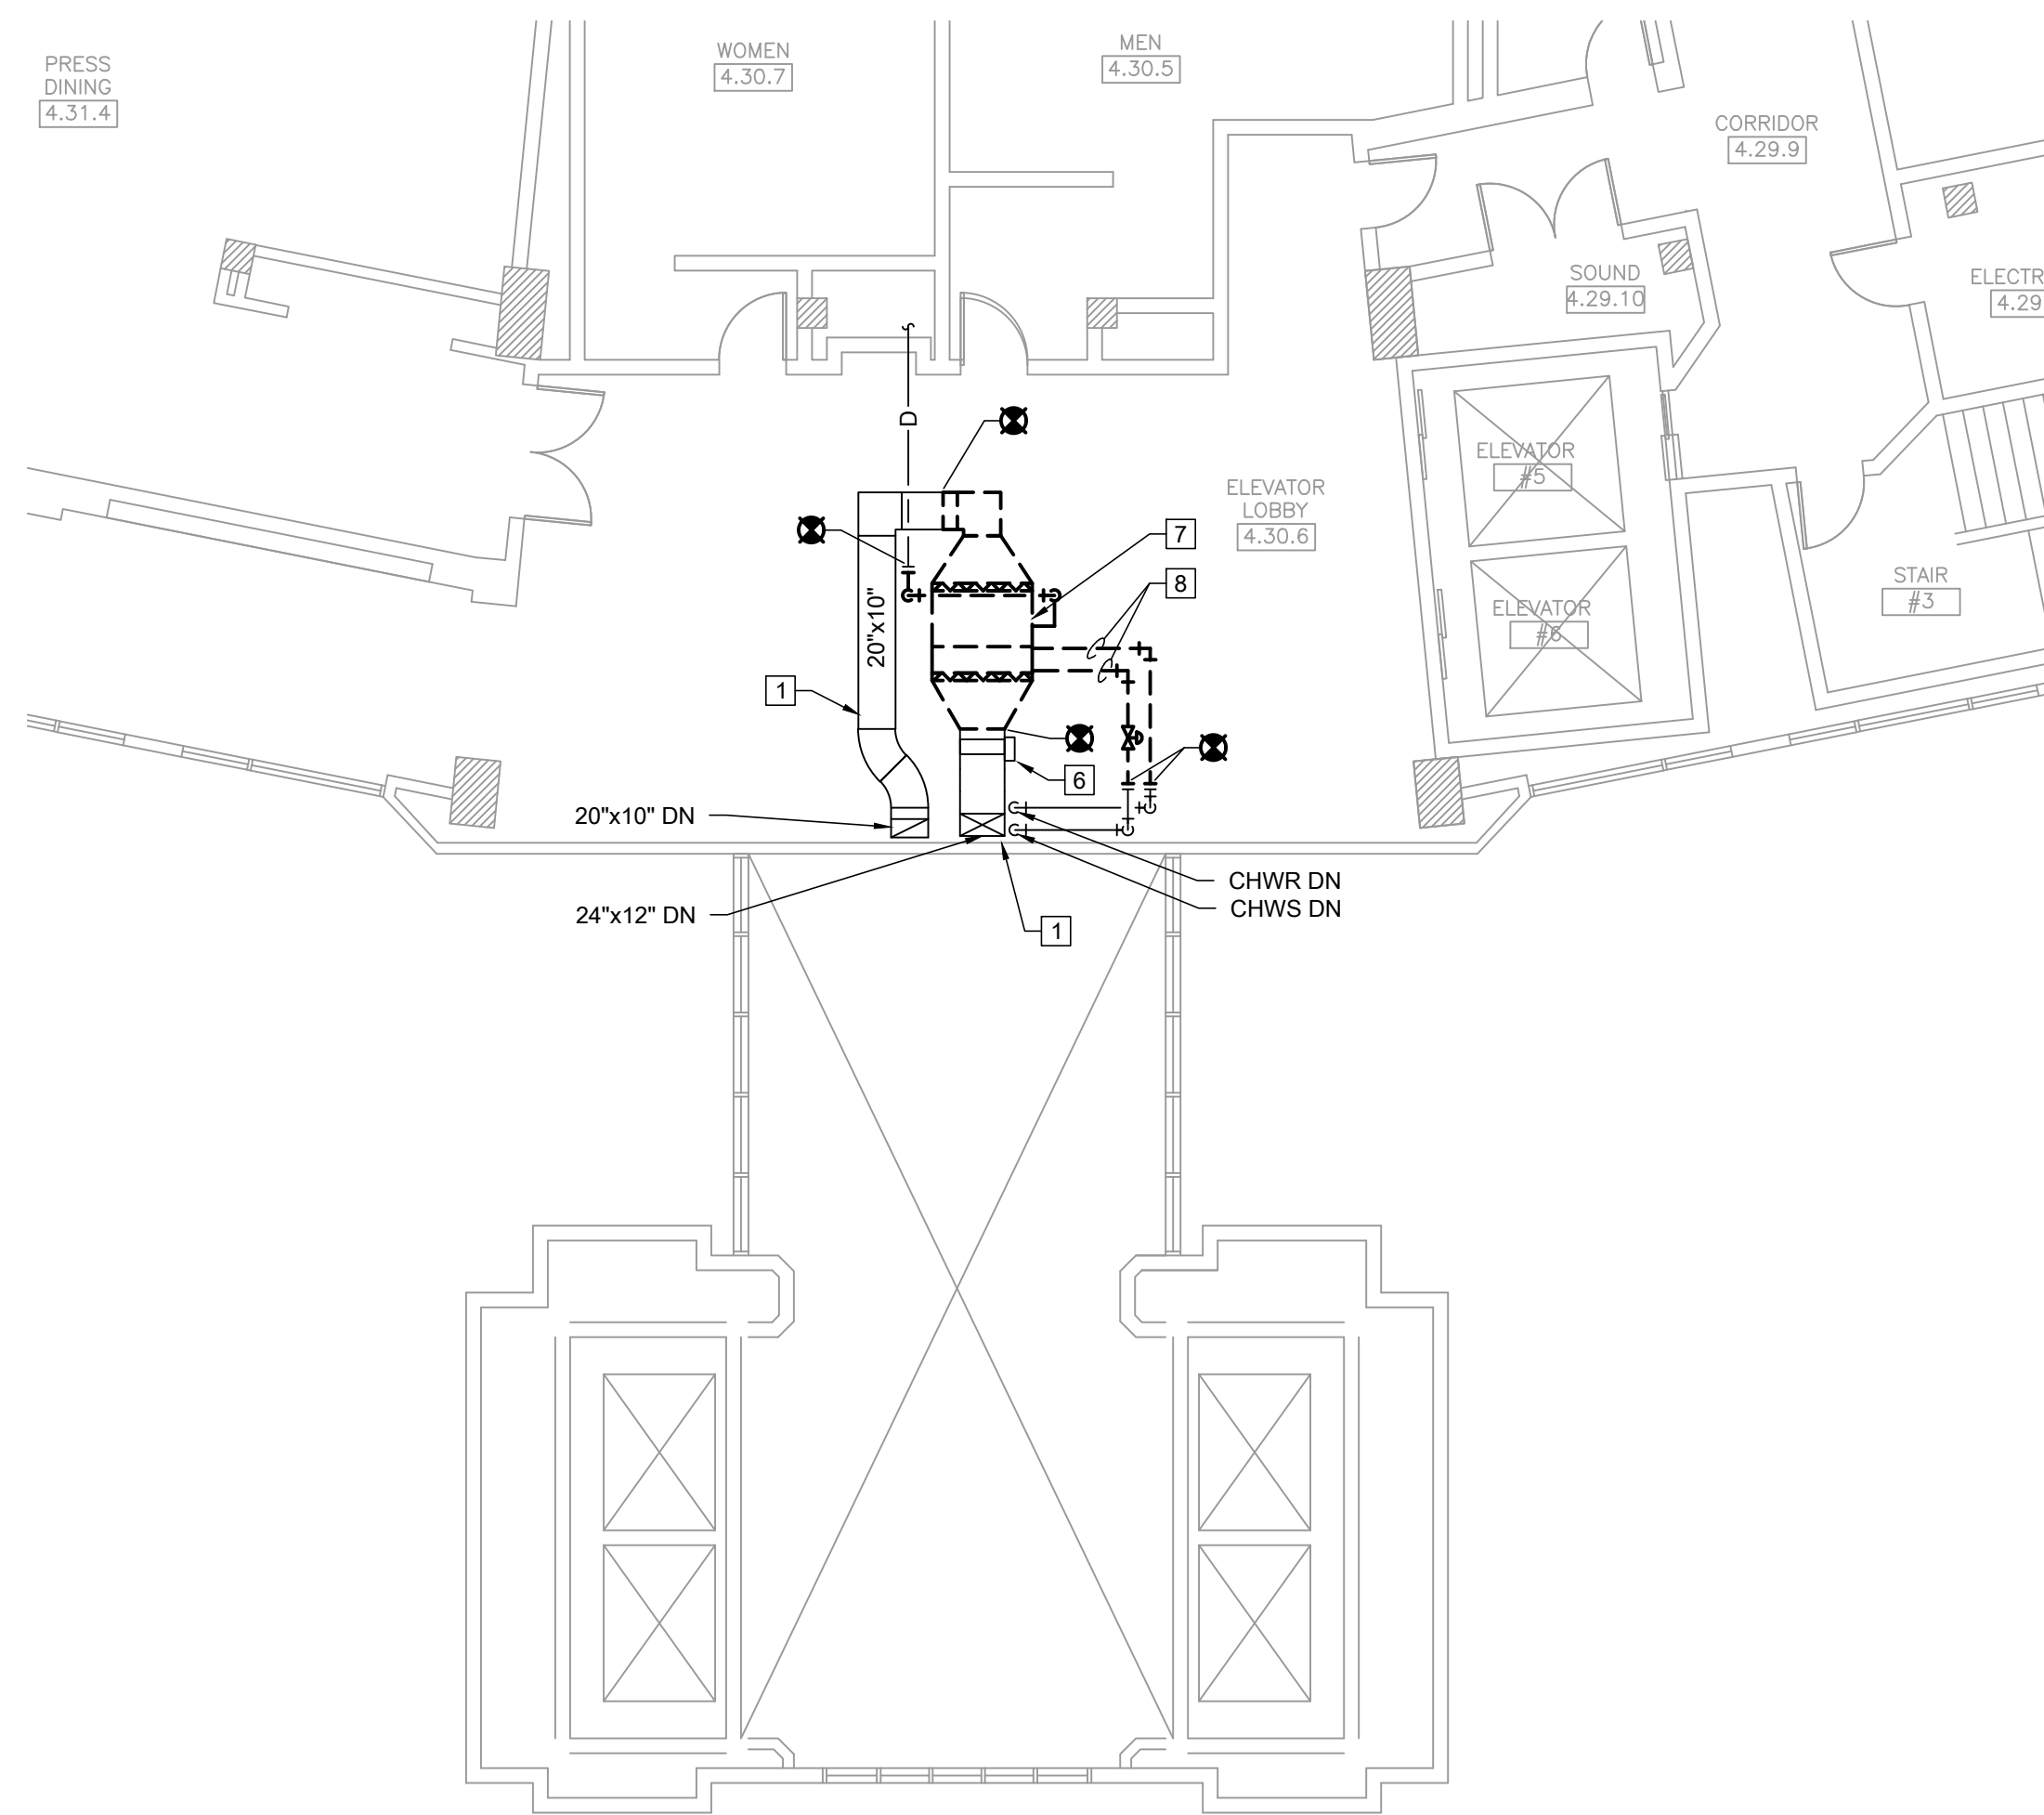 PRESS
DINING
4.31.4
WOMEN
4.30.7
MEN
4.30.5
CORRIDOR
4.29.9
SOUND
4.29.10
ELECTR
4.29
D
ELEVATOR
#5
ELEVATOR
LOBBY
4.30.6
7
8
STAIR
#3
ELEVATOR
#6
20"x10"
1
6
20"x10" DN
CHWR DN
CHWS DN
24"x12" DN
1